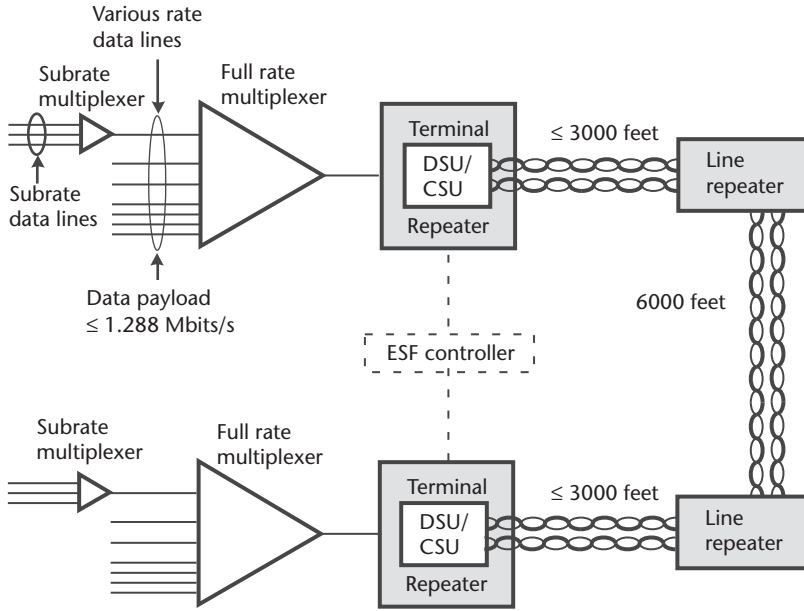 Various rate
data lines
Subrate
multiplexer
Full rate
multiplexer
Subrate
data lines
Data payload
≤ 1.288 Mbits/s
Terminal
DSU/
CSU
Repeater
≤ 3000 feet
Line
repeater
6000 feet
ESF controller
Subrate
multiplexer
Full rate
multiplexer
Terminal
DSU/
CSU
Repeater
≤ 3000 feet
Line
repeater